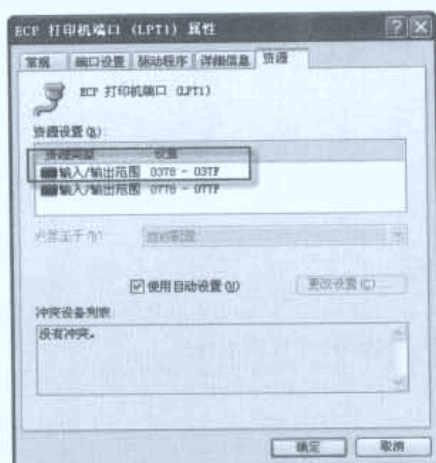 ECP 打印机端口 (LPT1) 属性
常规 端口设置 驱动程序 详细信息 资源
ECP 打印机端口 (LPT1)
资源设置(R):
资源类型 设置
输入/输出范围 0378 - 037F
输入/输出范围 0778 - 077F
使用自动设置(U)
更改设置(C)...
冲突设备列表:
没有冲突。
确定 取消